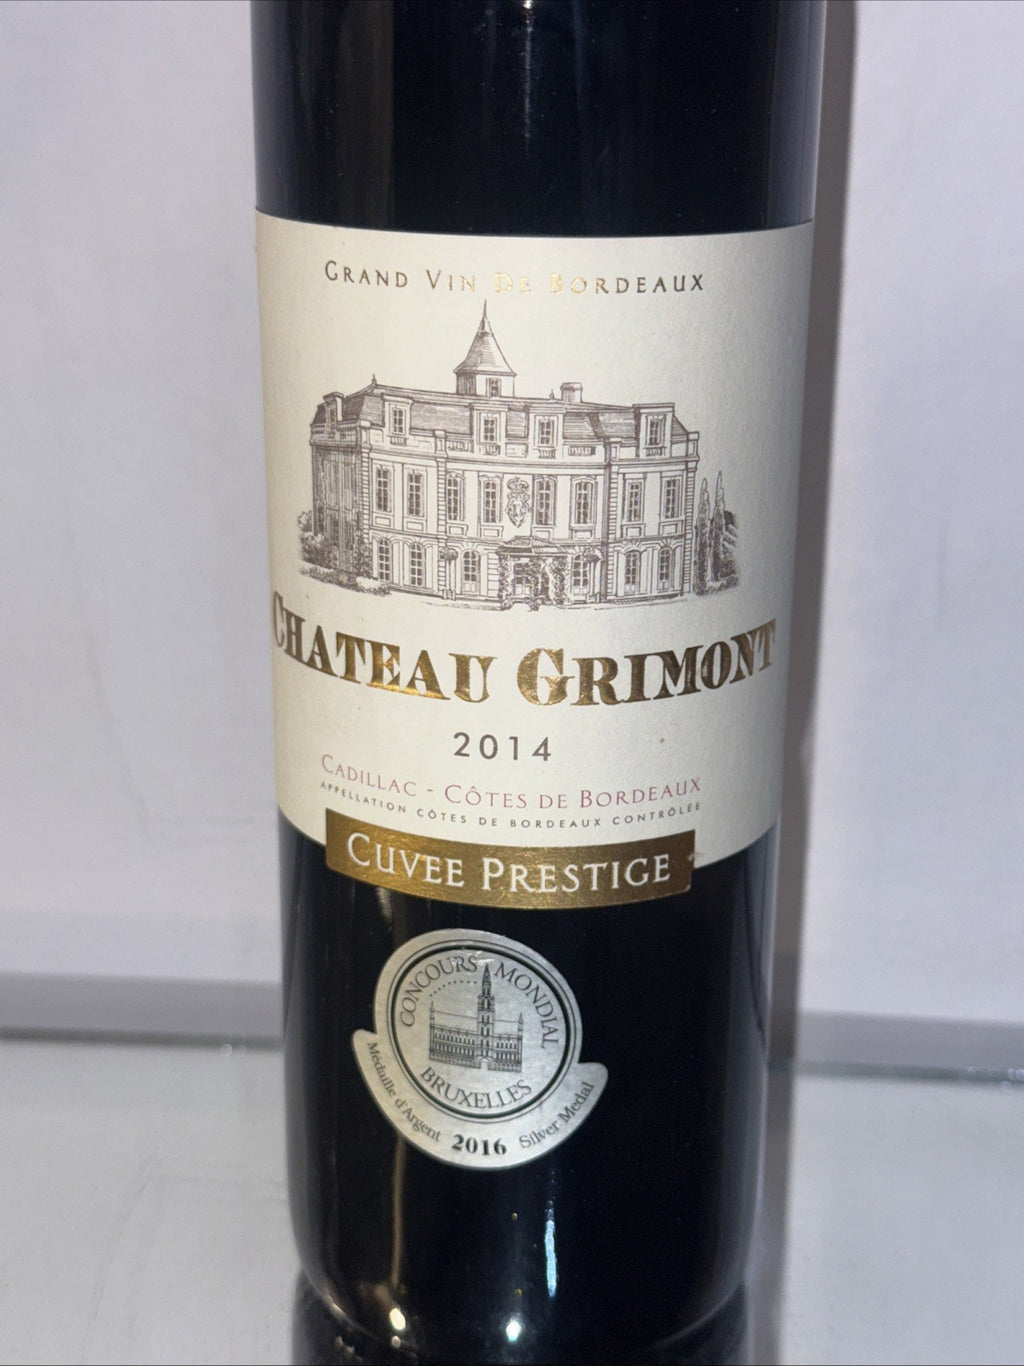 GRAND VIN DE BORDEAUX
CHATEAU GRIMONT
2014
CADILLAC - CÔTES DE BORDEAUX
APPELLATION CÔTES DE BORDEAUX CONTRÔLÉE
CUVEE PRESTIGE
CONCOURS MONDIAL
BRUXELLES
Médaille d'Argent 2016 Silver Medal